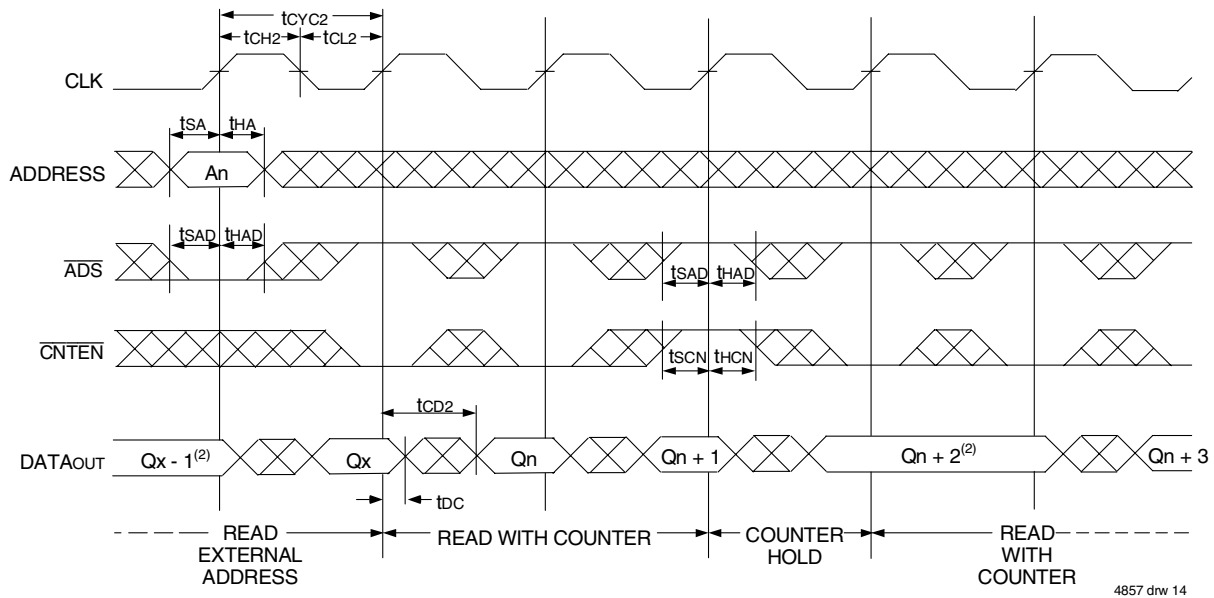 tCYC2
tCH2 tCL2
CLK
tSA tHA
ADDRESS An
tSAD tHAD
ADS
tSAD tHAD
CNTEN
tSCN tHCN
tCD2
DATAOUT Qx - 1(2) Qx Qn Qn + 1 Qn + 2(2) Qn + 3
tDC
READ EXTERNAL ADDRESS
READ WITH COUNTER
COUNTER HOLD
READ WITH COUNTER
4857 drw 14